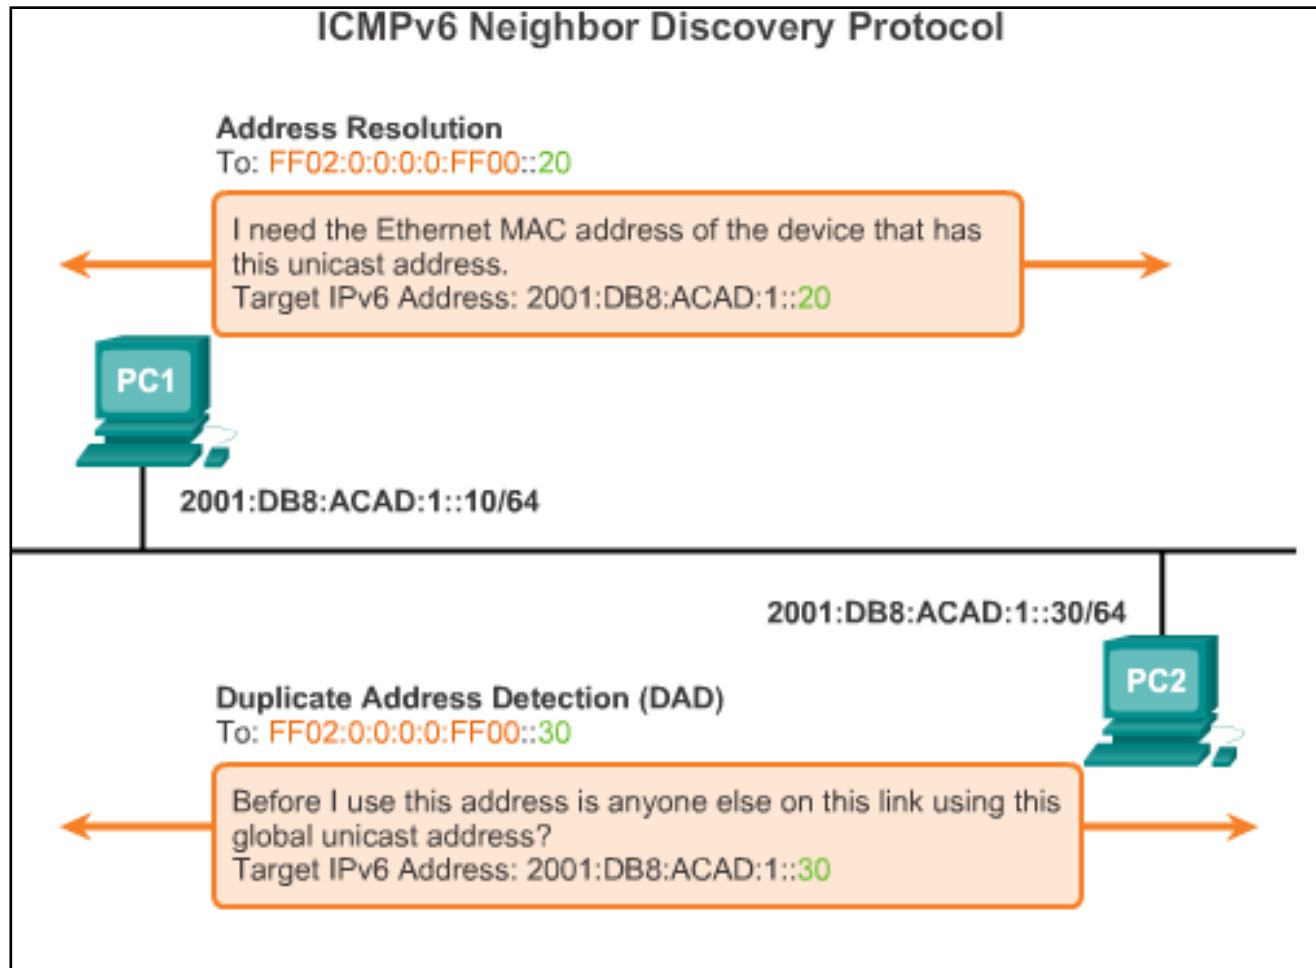 ICMPv6 Neighbor Discovery Protocol
Address Resolution
To: FF02:0:0:0:0:FF00::20
I need the Ethernet MAC address of the device that has
this unicast address.
Target IPv6 Address: 2001:DB8:ACAD:1::20
PC1
2001:DB8:ACAD:1::10/64
2001:DB8:ACAD:1::30/64
PC2
Duplicate Address Detection (DAD)
To: FF02:0:0:0:0:FF00::30
Before I use this address is anyone else on this link using this
global unicast address?
Target IPv6 Address: 2001:DB8:ACAD:1::30